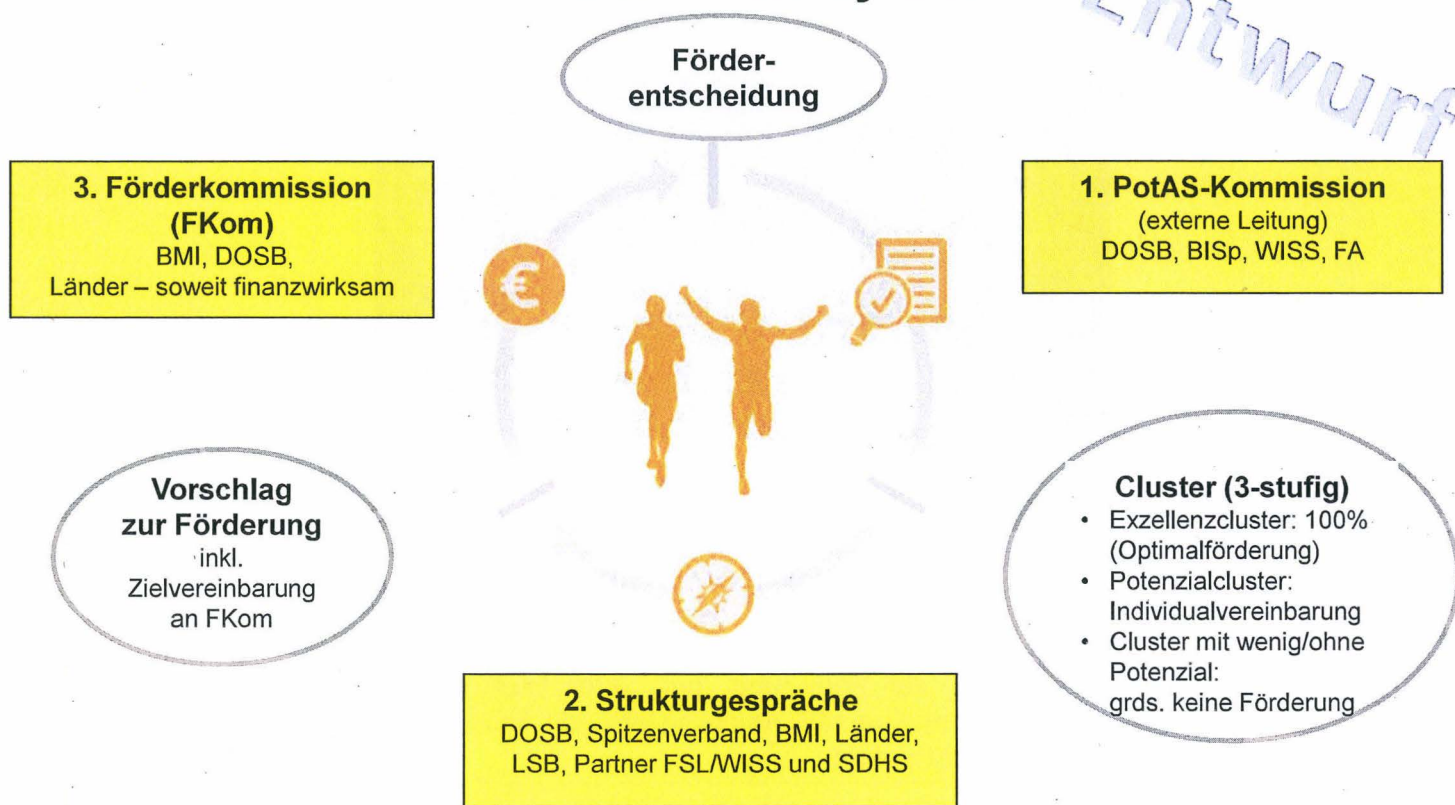 Entwurf
Förder-
entscheidung
3. Förderkommission
(FKom)
BMI, DOSB,
Länder – soweit finanzwirksam
€
1. PotAS-Kommission
(externe Leitung)
DOSB, BISp, WISS, FA
Vorschlag
zur Förderung
inkl.
Zielvereinbarung
an FKom
Cluster (3-stufig)
• Exzellenzcluster: 100%
(Optimalförderung)
• Potenzialcluster:
Individualvereinbarung
• Cluster mit wenig/ohne
Potenzial:
grds. keine Förderung
2. Strukturgespräche
DOSB, Spitzenverband, BMI, Länder,
LSB, Partner FSL/WISS und SDHS